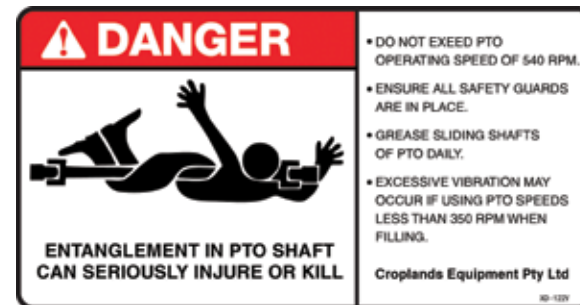 DANGER
ENTANGLEMENT IN PTO SHAFT
CAN SERIOUSLY INJURE OR KILL
• DO NOT EXEED PTO
OPERATING SPEED OF 540 RPM.
• ENSURE ALL SAFETY GUARDS
ARE IN PLACE.
• GREASE SLIDING SHAFTS
OF PTO DAILY.
• EXCESSIVE VIBRATION MAY
OCCUR IF USING PTO SPEEDS
LESS THAN 350 RPM WHEN
FILLING.
Croplands Equipment Pty Ltd